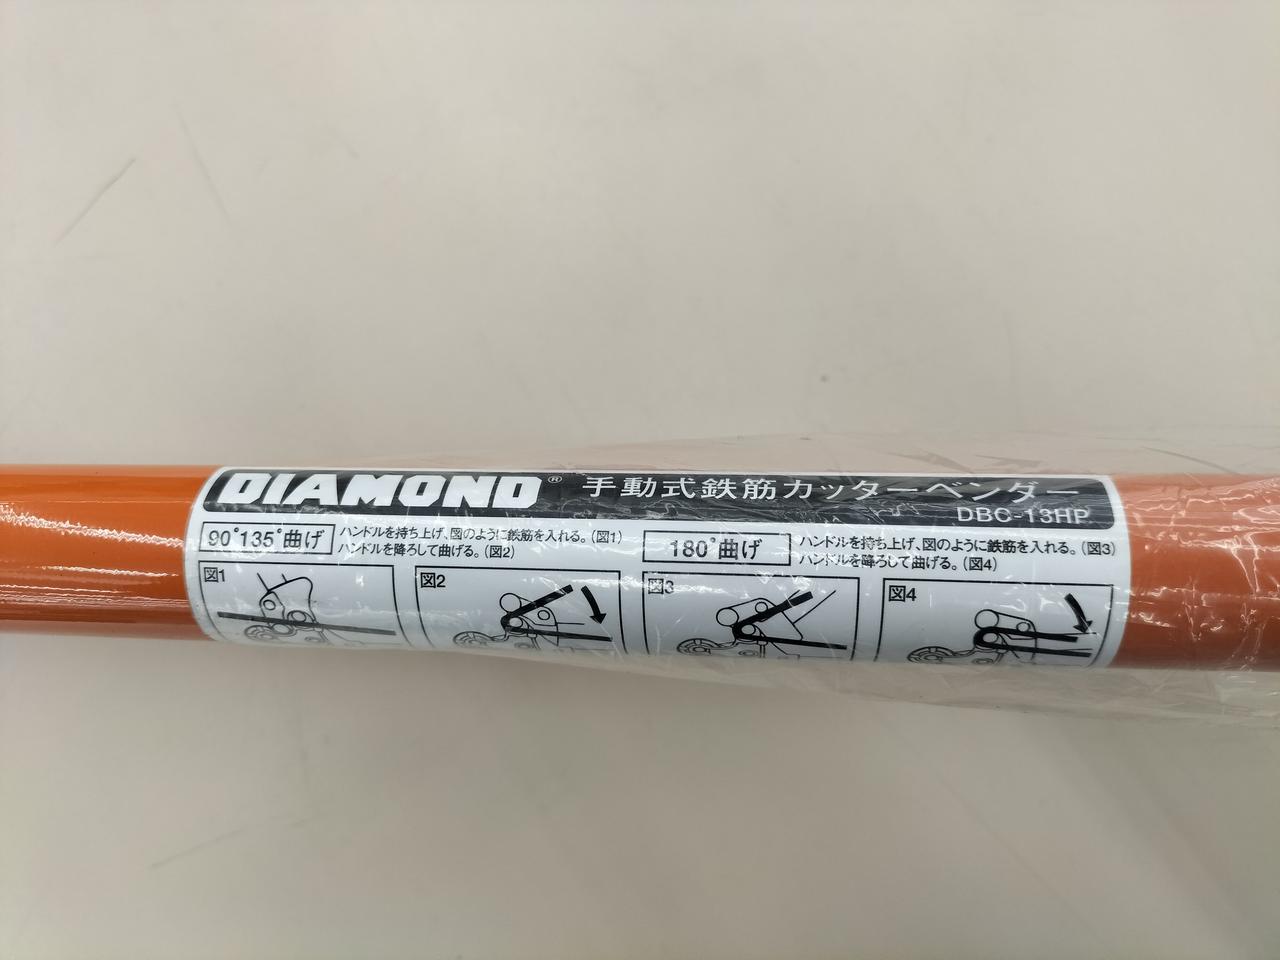 DIAMOND® 手動式鉄筋カッターベンダー
DBC-13HP
90°135°曲げ
ハンドルを持ち上げ、図のように鉄筋を入れる。(図1)
ハンドルを降ろして曲げる。(図2)
180°曲げ
ハンドルを持ち上げ、図のように鉄筋を入れる。(図3)
ハンドルを降ろして曲げる。(図4)
図1
図2
図3
図4